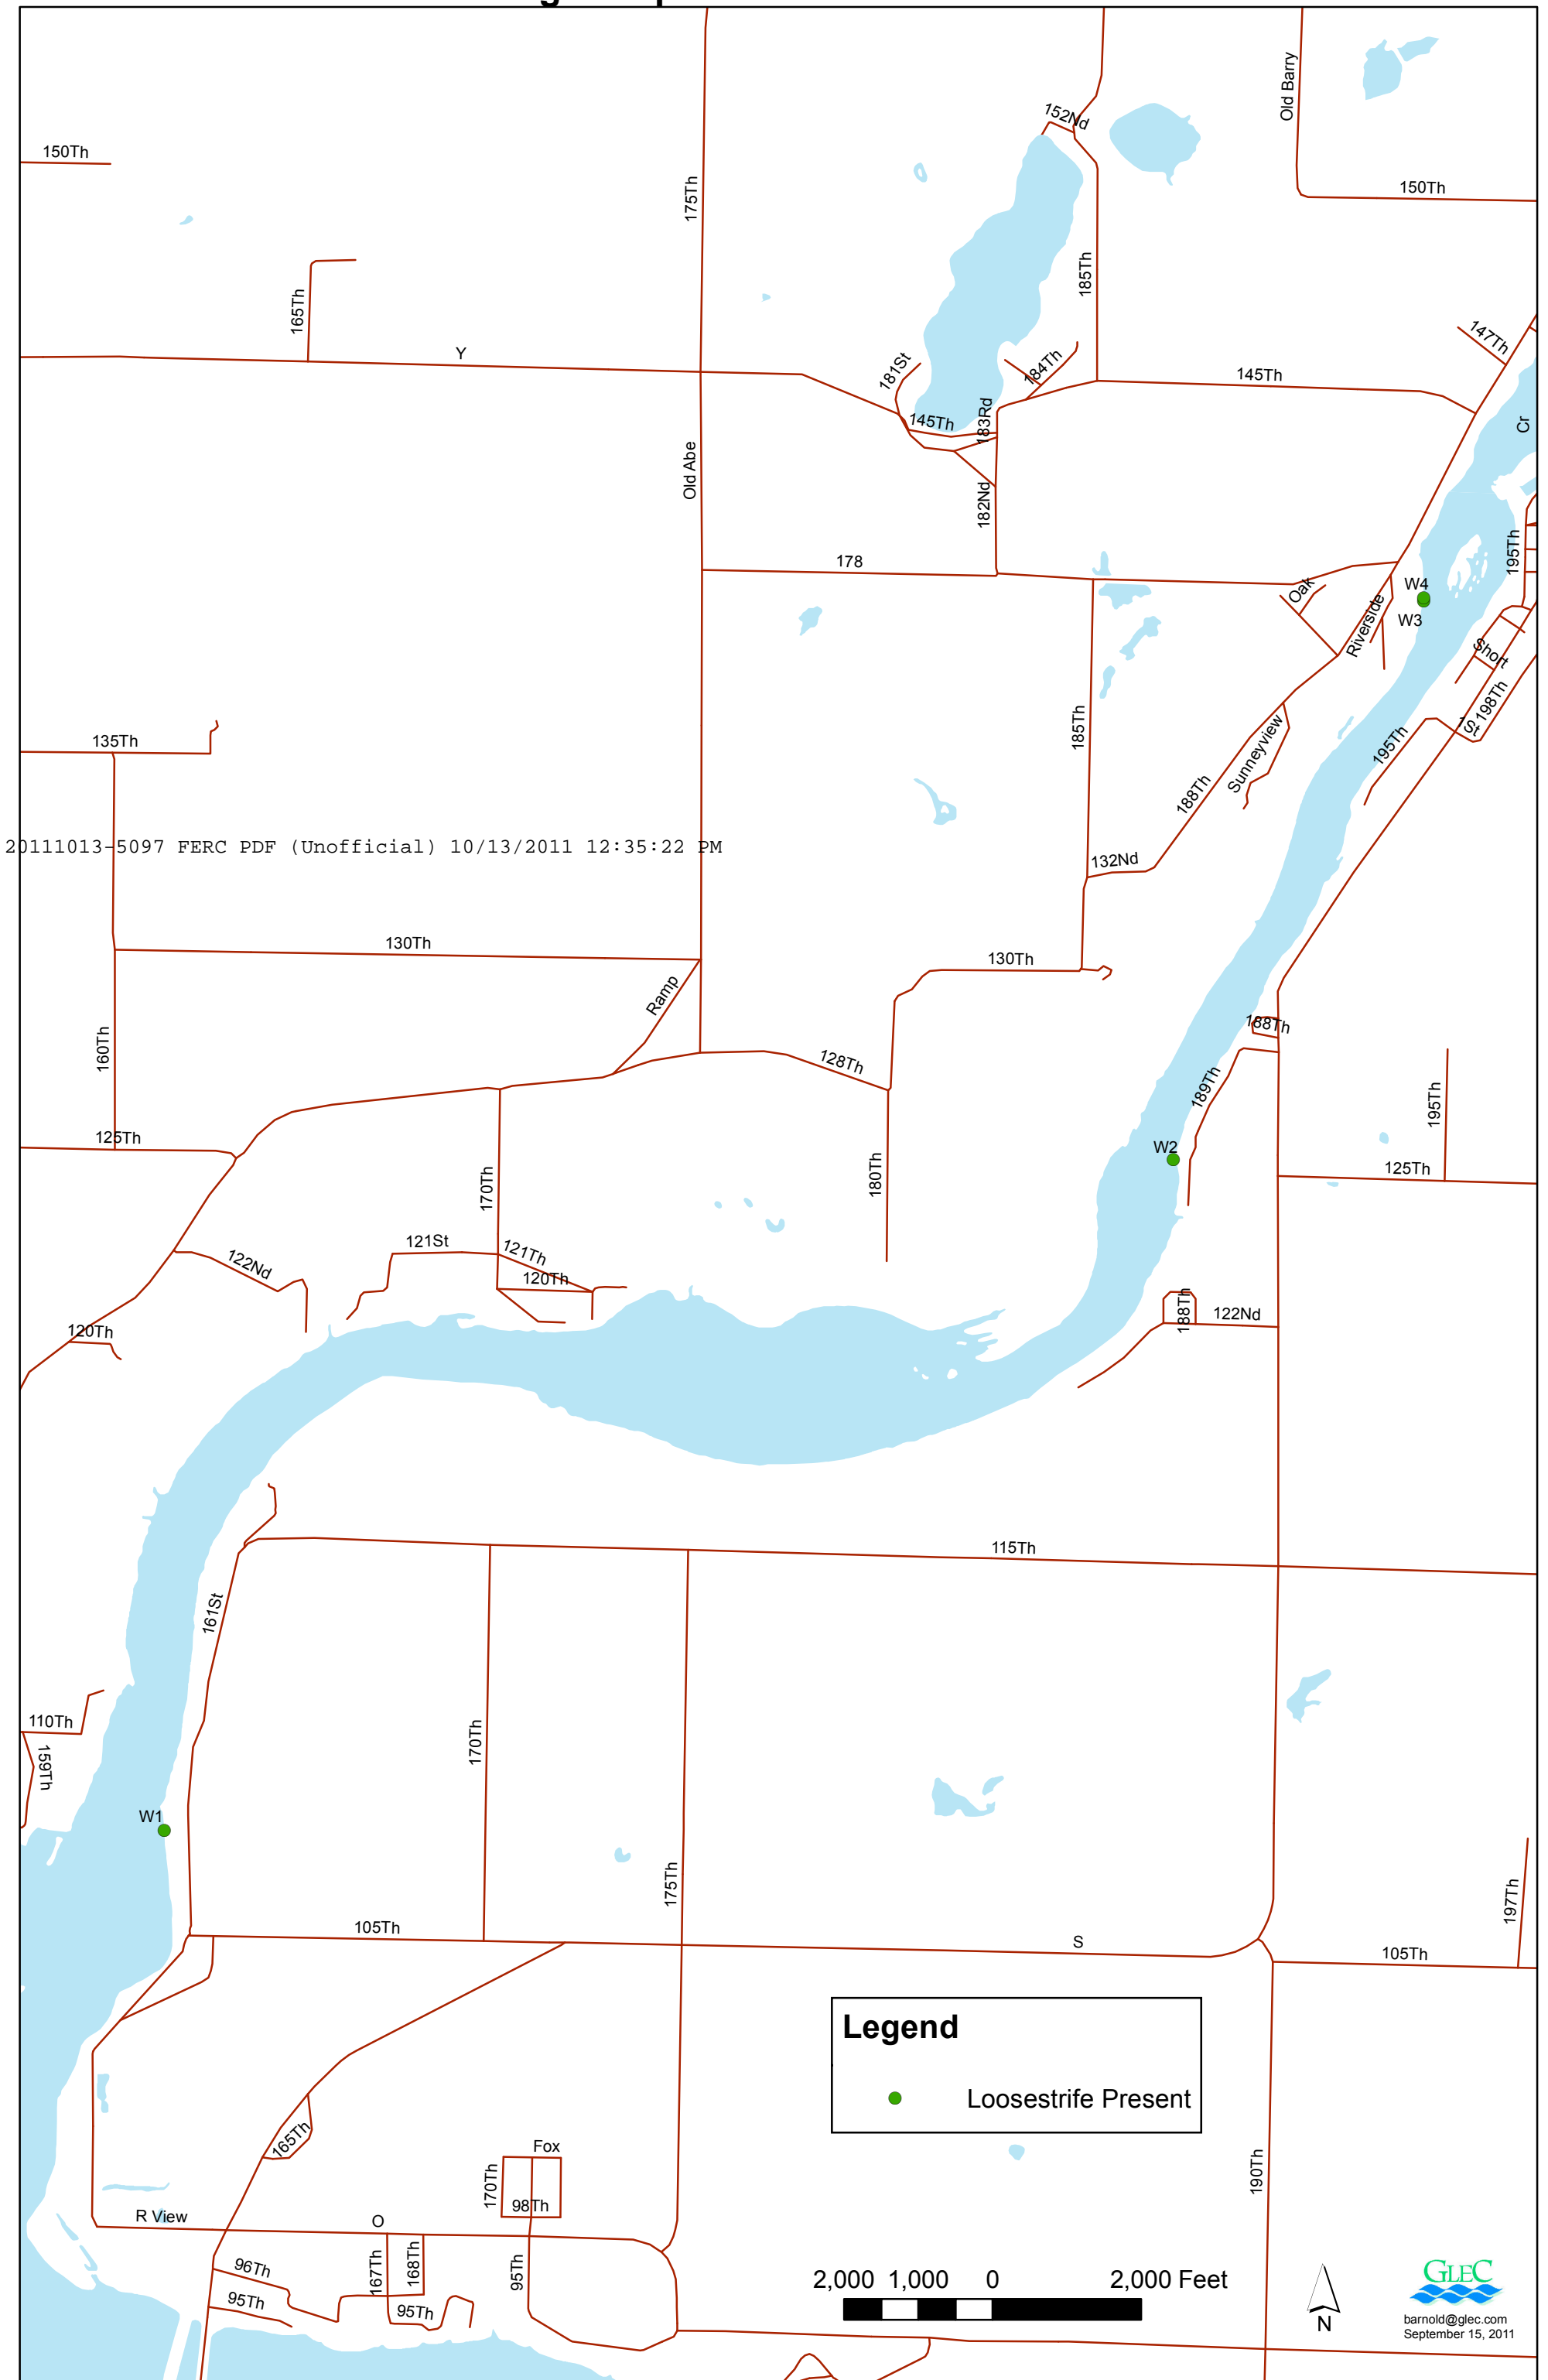 152Nd
Old Barry
150Th
175Th
150Th
185Th
165Th
147Th
Y
181St
184Th
145Th
145Th
183Rd
Cr
Old Abe
182Nd
195Th
178
Oak
W4
Riverside
W3
Short
198Th
1St
135Th
185Th
195Th
Sunneyview
188Th
20111013-5097 FERC PDF (Unofficial) 10/13/2011 12:35:22 PM
132Nd
130Th
130Th
Ramp
188Th
160Th
128Th
189Th
195Th
125Th
W2
170Th
180Th
125Th
121St
121Th
122Nd
120Th
188Th
122Nd
120Th
115Th
161St
110Th
170Th
159Th
W1
175Th
197Th
105Th
S
105Th
Legend
Loosestrife Present
165Th
Fox
170Th
190Th
98Th
R View
O
96Th
167Th
168Th
95Th
95Th
95Th
2,000 1,000 0 2,000 Feet
N
GLEC
barnold@glec.com
September 15, 2011